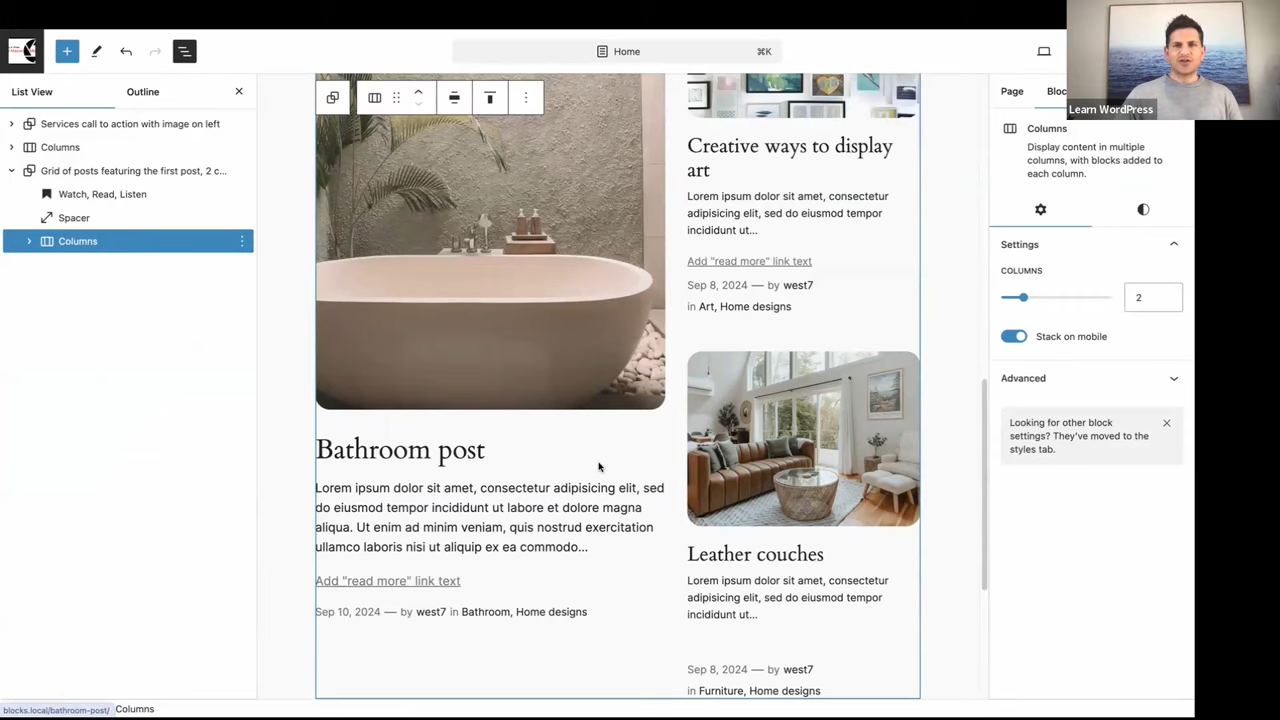 Home
⌘K
Learn WordPress
List View
Outline
Services call to action with image on left
Columns
Grid of posts featuring the first post, 2 c...
Watch, Read, Listen
Spacer
Columns
Bathroom post
Lorem ipsum dolor sit amet, consectetur adipisicing elit, sed
do eiusmod tempor incididunt ut labore et dolore magna
aliqua. Ut enim ad minim veniam, quis nostrud exercitation
ullamco laboris nisi ut aliquip ex ea commodo...
Add "read more" link text
Sep 10, 2024 — by west7 in Bathroom, Home designs
Creative ways to display
art
Lorem ipsum dolor sit amet, consectetur
adipisicing elit, sed do eiusmod tempor
incididunt ut...
Add "read more" link text
Sep 8, 2024 — by west7
in Art, Home designs
Leather couches
Lorem ipsum dolor sit amet, consectetur
adipisicing elit, sed do eiusmod tempor
incididunt ut...
Sep 8, 2024 — by west7
in Furniture, Home designs
Page
Bloc
Columns
Display content in multiple
columns, with blocks added to
each column.
Settings
COLUMNS
2
Stack on mobile
Advanced
Looking for other block
settings? They've moved to the
styles tab.
blocks.local/bathroom-post/
Columns